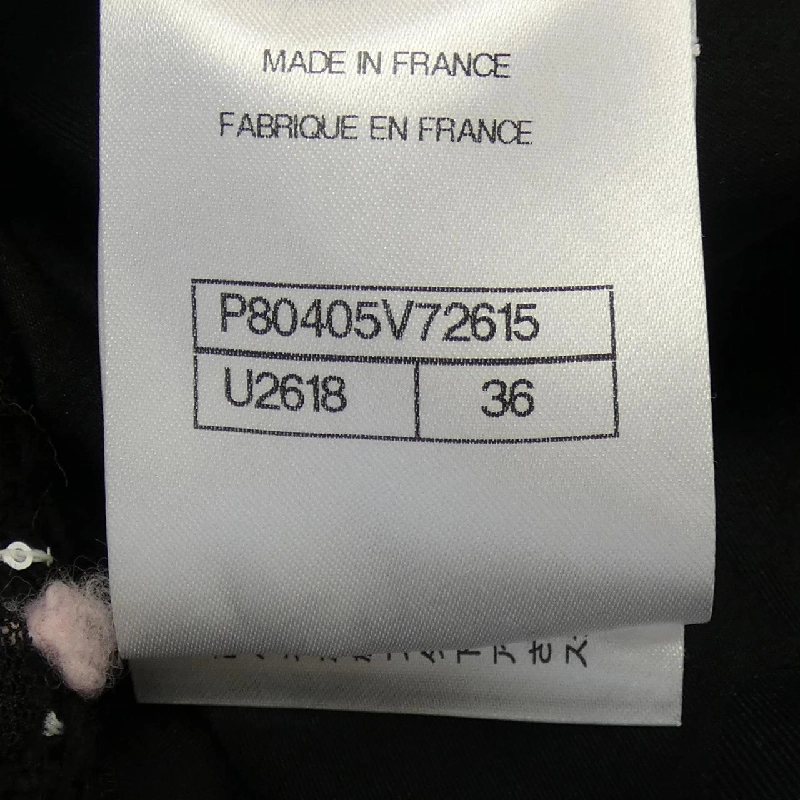 MADE IN FRANCE
FABRIQUE EN FRANCE
P80405V72615
U2618 36